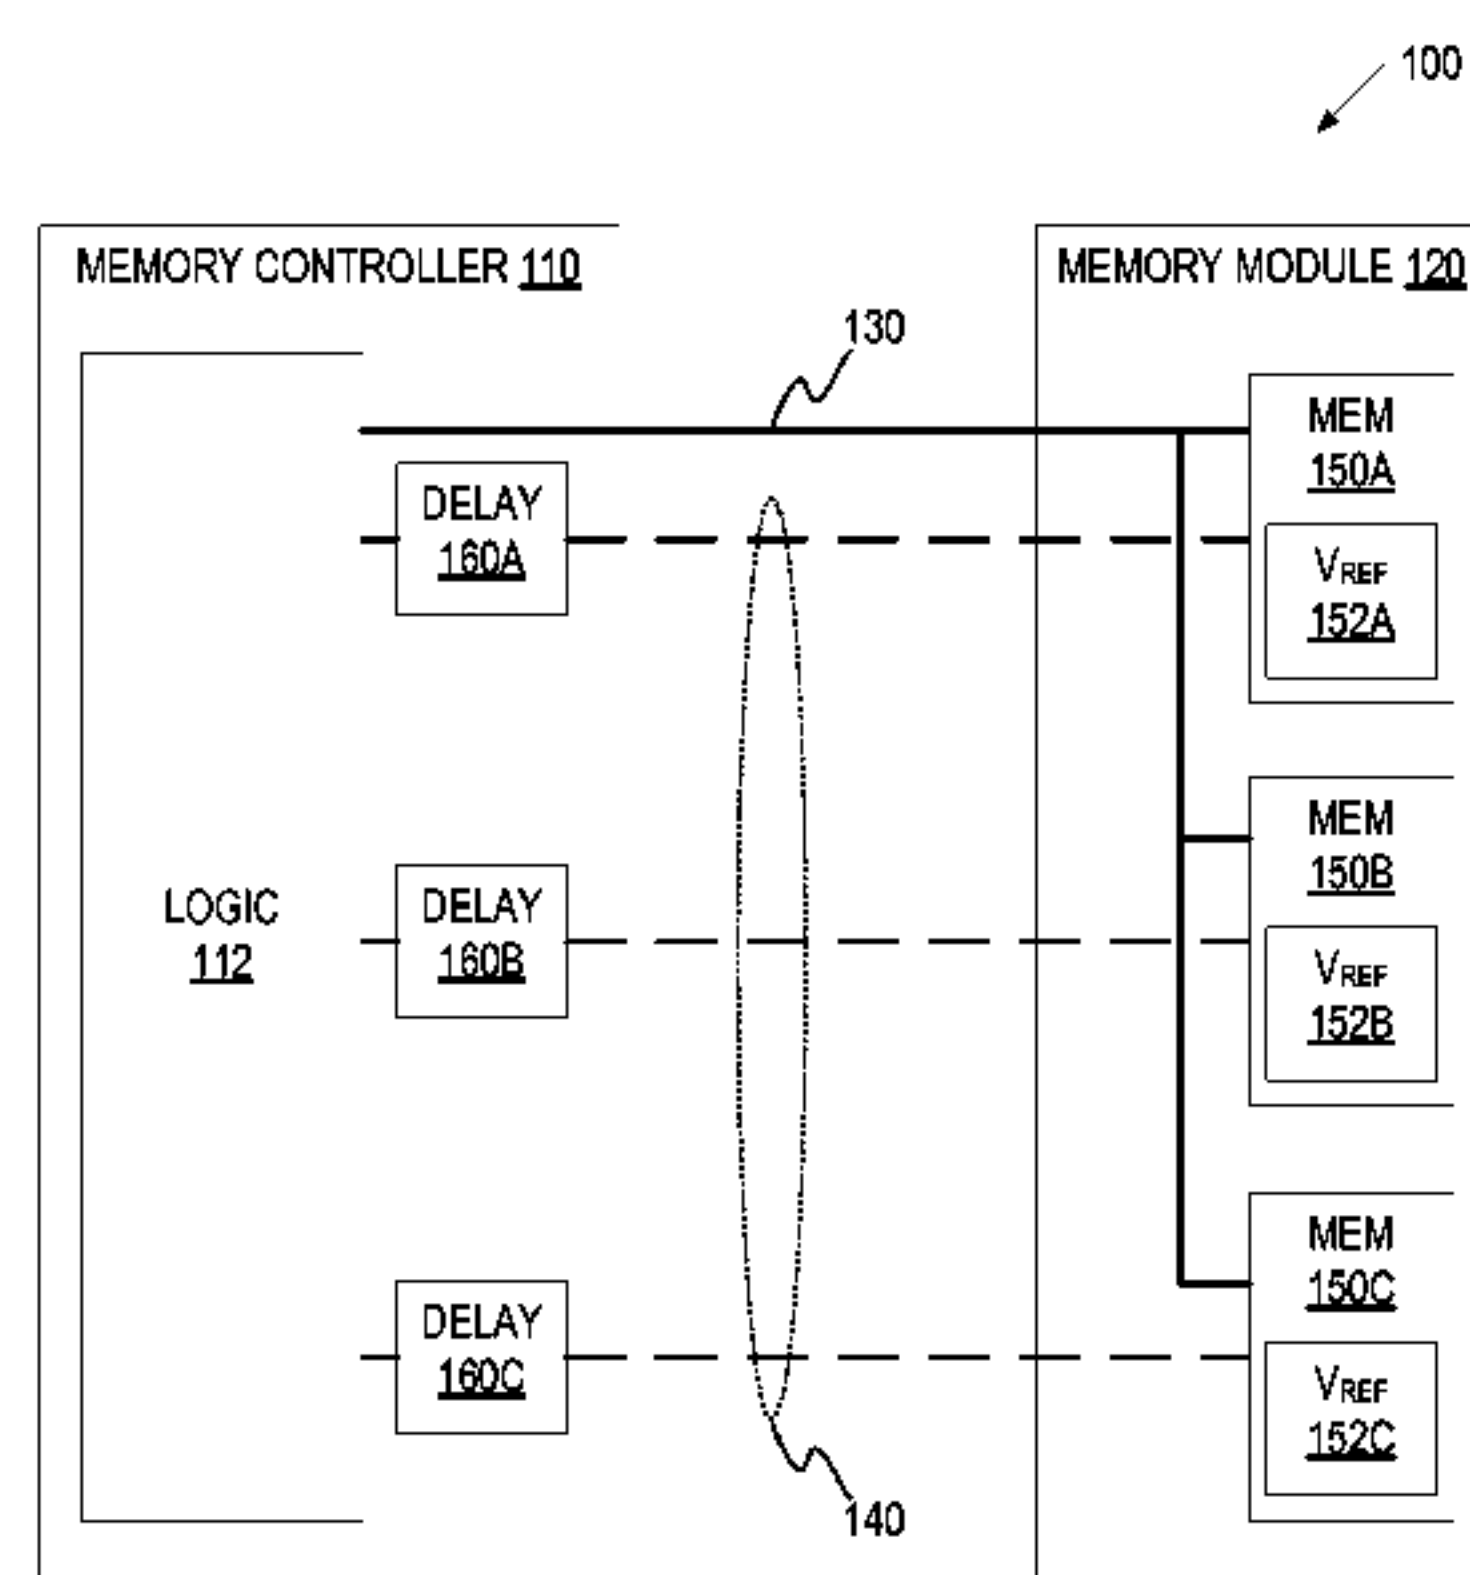 100
MEMORY CONTROLLER 110
MEMORY MODULE 120
130
MEM
150A
DELAY
160A
VREF
152A
MEM
150B
LOGIC
112
DELAY
160B
VREF
152B
MEM
150C
DELAY
160C
VREF
152C
140